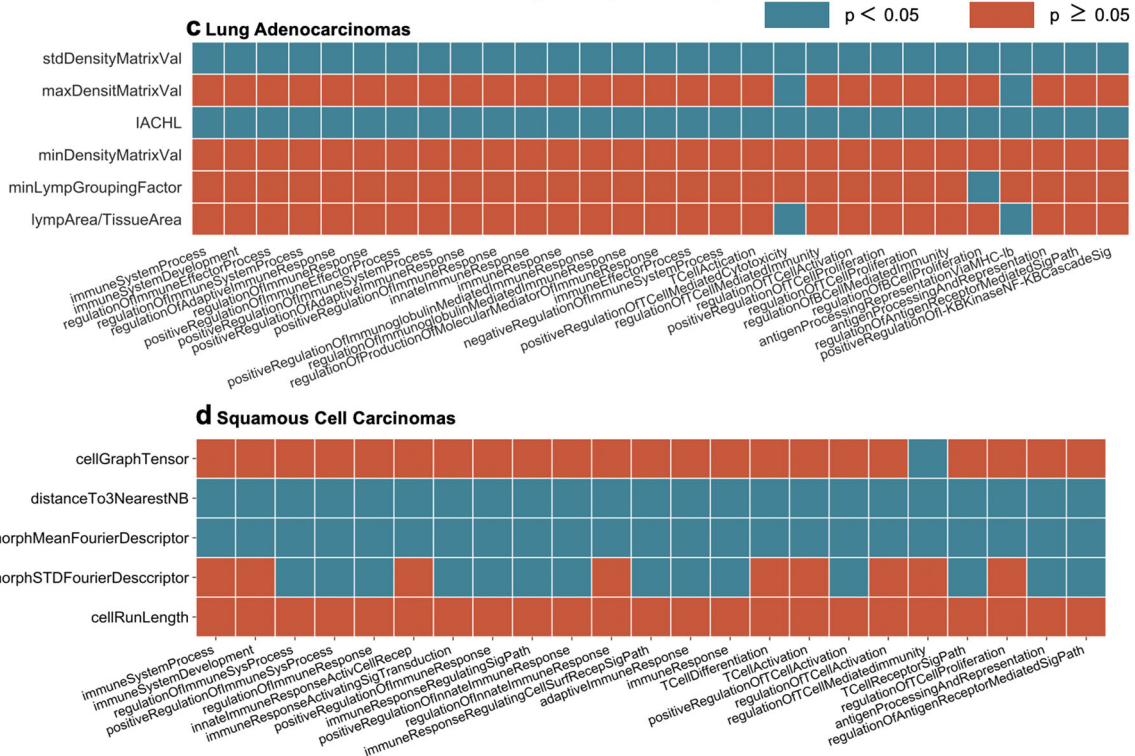 p < 0.05
p ≥ 0.05
c Lung Adenocarcinomas
stdDensityMatrixVal
maxDensitMatrixVal
IACHL
minDensityMatrixVal
minLympGroupingFactor
lympArea/TissueArea
immuneSystemProcess
immuneSystemDevelopment
regulationOfImmuneEffectorProcess
regulationOfImmuneSystemProcess
regulationOfAdaptiveImmuneResponse
regulationOfImmuneResponse
positiveRegulationOfImmuneEffectorProcess
positiveRegulationOfImmuneSystemProcess
positiveRegulationOfAdaptiveImmuneResponse
positiveRegulationOfImmuneResponse
innateImmuneResponse
immuneResponse
positiveRegulationOfImmunoglobulinMediatedImmuneResponse
regulationOfImmunoglobulinMediatedImmuneResponse
regulationOfProductionOfMolecularMediatorOfImmuneResponse
immuneEffectorProcess
negativeRegulationOfImmuneSystemProcess
TCellActication
positiveRegulationOfTCellMediatedCytotoxicity
regulationOfTCellMediatedImmunity
regulationOfTCellActivation
positiveRegulationOfTCellProliferation
regulationOfTCellProliferation
regulationOfBCellMediatedImmunity
regulationOfBCellProliferation
antigenProcessingRepresentationViaMHC-Ib
antigenProcessingAndRepresentation
regulationOfAntigenReceptorMediatedSigPath
positiveRegulationOfI-KBKinaseNF-KBCascadeSig
d Squamous Cell Carcinomas
cellGraphTensor
distanceTo3NearestNB
morphMeanFourierDescriptor
morphSTDFourierDesccriptor
cellRunLength
immuneSystemProcess
immuneSystemDevelopment
regulationOfImmuneSysProcess
positiveRegulationOfImmuneSysProcess
regulationOfImmuneResponse
innateImmuneResponseActivCellRecep
immuneResponseActivatingSigTransduction
positiveRegulationOfImmuneResponse
immuneResponseRegulatingSigPath
positiveRegulationOfInnateImmuneResponse
regulationOfInnateImmuneResponse
immuneResponseRegulatingCellSurfRecepSigPath
adaptiveImmuneResponse
immuneResponse
TCellDifferentiation
TCellActivation
positiveRegulationOfTCellActivation
regulationOfTCellActivation
regulationOfTCellMediatedimmunity
TCellReceptorSigPath
regulationOfTCellProliferation
antigenProcessingAndRepresentation
regulationOfAntigenReceptorMediatedSigPath